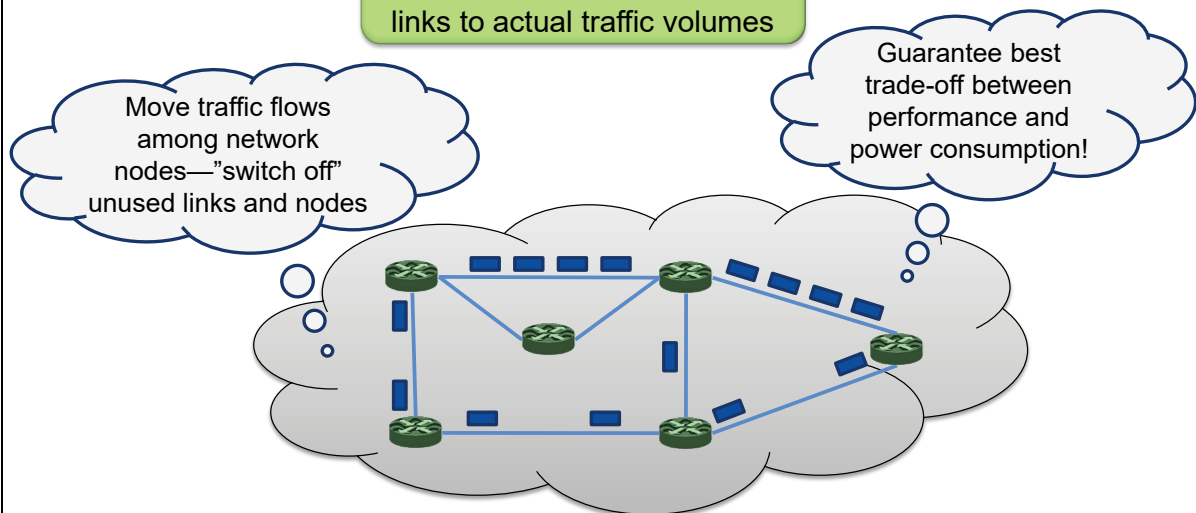 links to actual traffic volumes
Move traffic flows
among network
nodes—”switch off”
unused links and nodes
Guarantee best
trade-off between
performance and
power consumption!